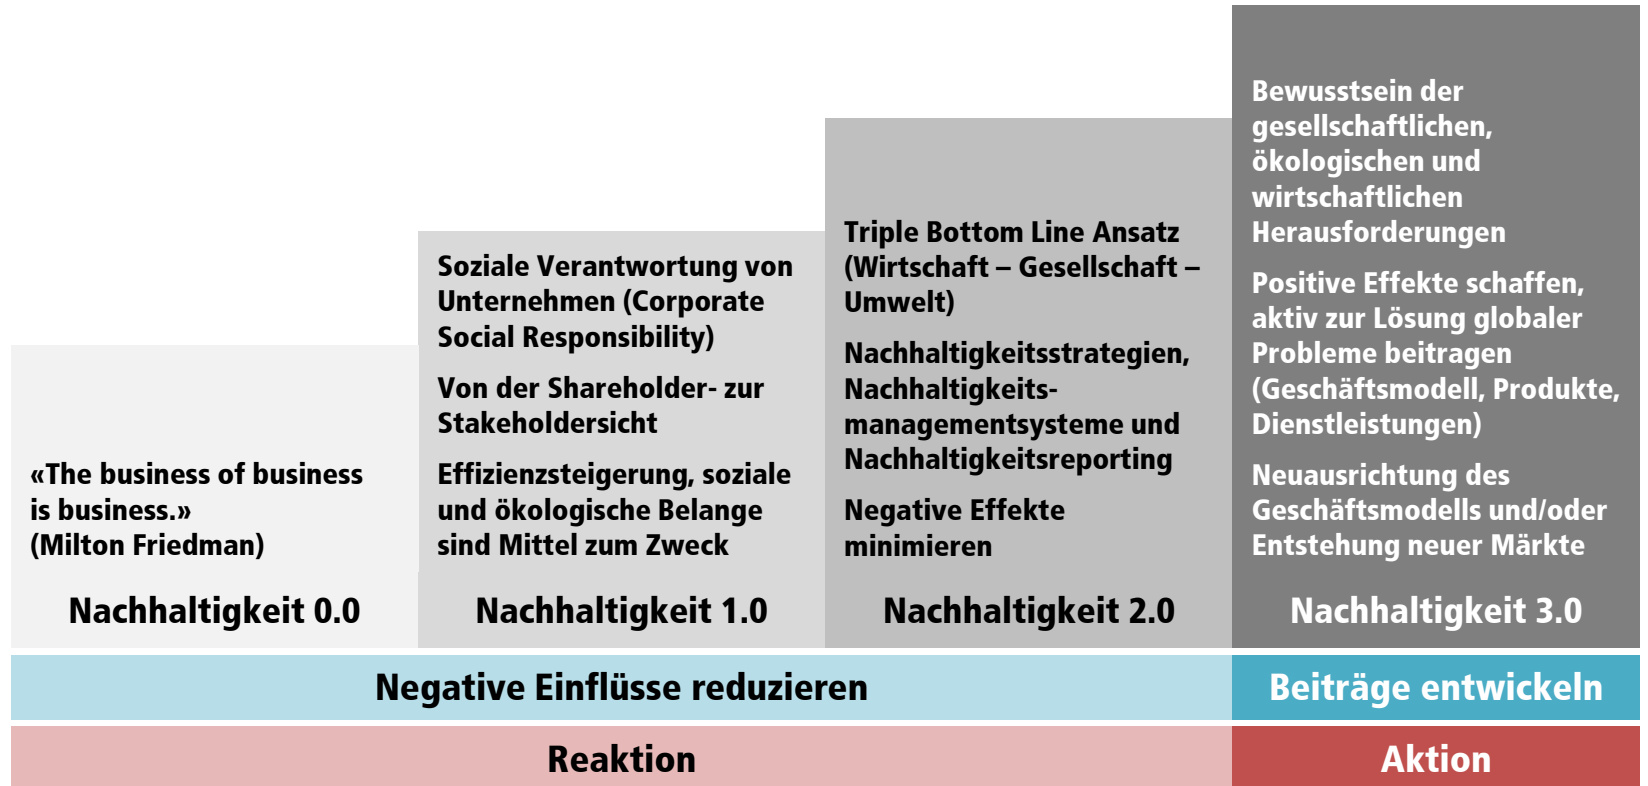 «The business of business
is business.»
(Milton Friedman)
Nachhaltigkeit 0.0
Soziale Verantwortung von
Unternehmen (Corporate
Social Responsibility)
Von der Shareholder- zur
Stakeholdersicht
Effizienzsteigerung, soziale
und ökologische Belange
sind Mittel zum Zweck
Nachhaltigkeit 1.0
Triple Bottom Line Ansatz
(Wirtschaft – Gesellschaft –
Umwelt)
Nachhaltigkeitsstrategien,
Nachhaltigkeits-
managementsysteme und
Nachhaltigkeitsreporting
Negative Effekte
minimieren
Nachhaltigkeit 2.0
Bewusstsein der
gesellschaftlichen,
ökologischen und
wirtschaftlichen
Herausforderungen
Positive Effekte schaffen,
aktiv zur Lösung globaler
Probleme beitragen
(Geschäftsmodell, Produkte,
Dienstleistungen)
Neuausrichtung des
Geschäftsmodells und/oder
Entstehung neuer Märkte
Nachhaltigkeit 3.0
Negative Einflüsse reduzieren
Beiträge entwickeln
Reaktion
Aktion